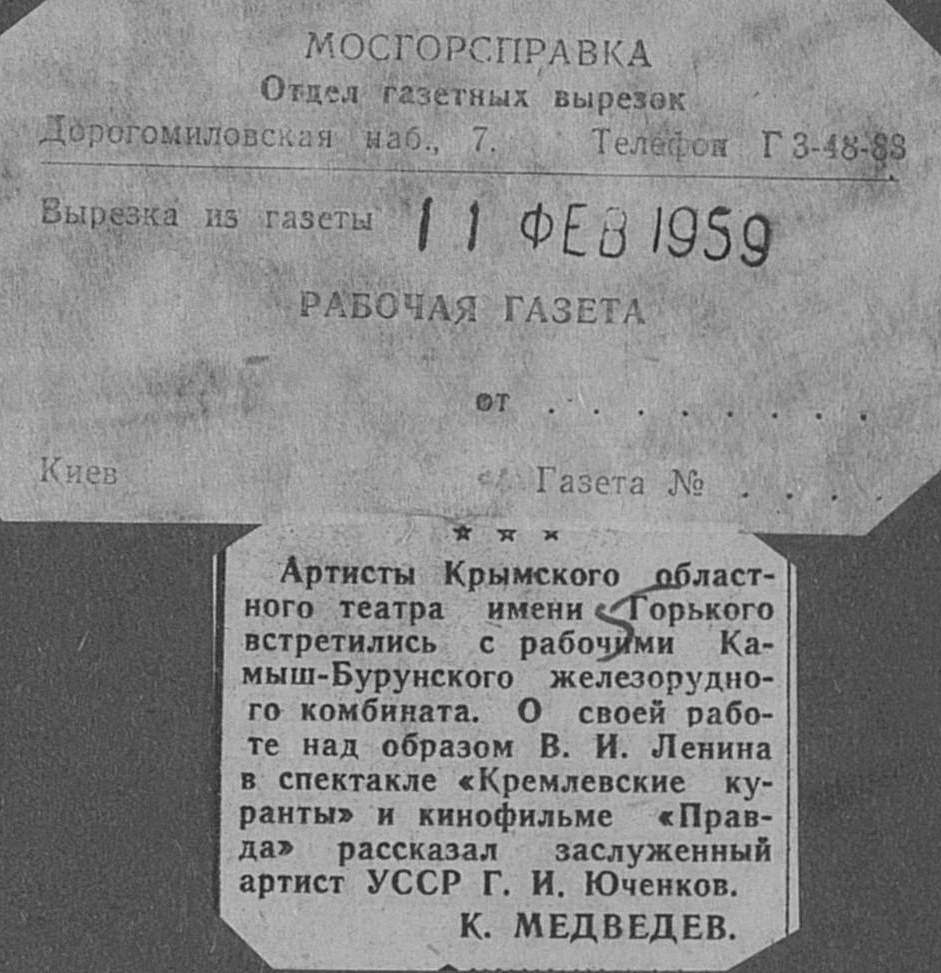 МОСГОРСПРАВКА
Отдел газетных вырезок
Дорогомиловская наб., 7. Телефон Г 3-48-88
Вырезка из газеты 11 ФЕВ 1959
РАБОЧАЯ ГАЗЕТА
от . . . . . . . .
Киев Газета № . . . .
Артисты Крымского област-
ного театра имени Горького
встретились с рабочими Ка-
мыш-Бурунского железорудно-
го комбината. О своей рабо-
те над образом В. И. Ленина
в спектакле «Кремлевские ку-
ранты» и кинофильме «Прав-
да» рассказал заслуженный
артист УССР Г. И. Юченков.
К. МЕДВЕДЕВ.